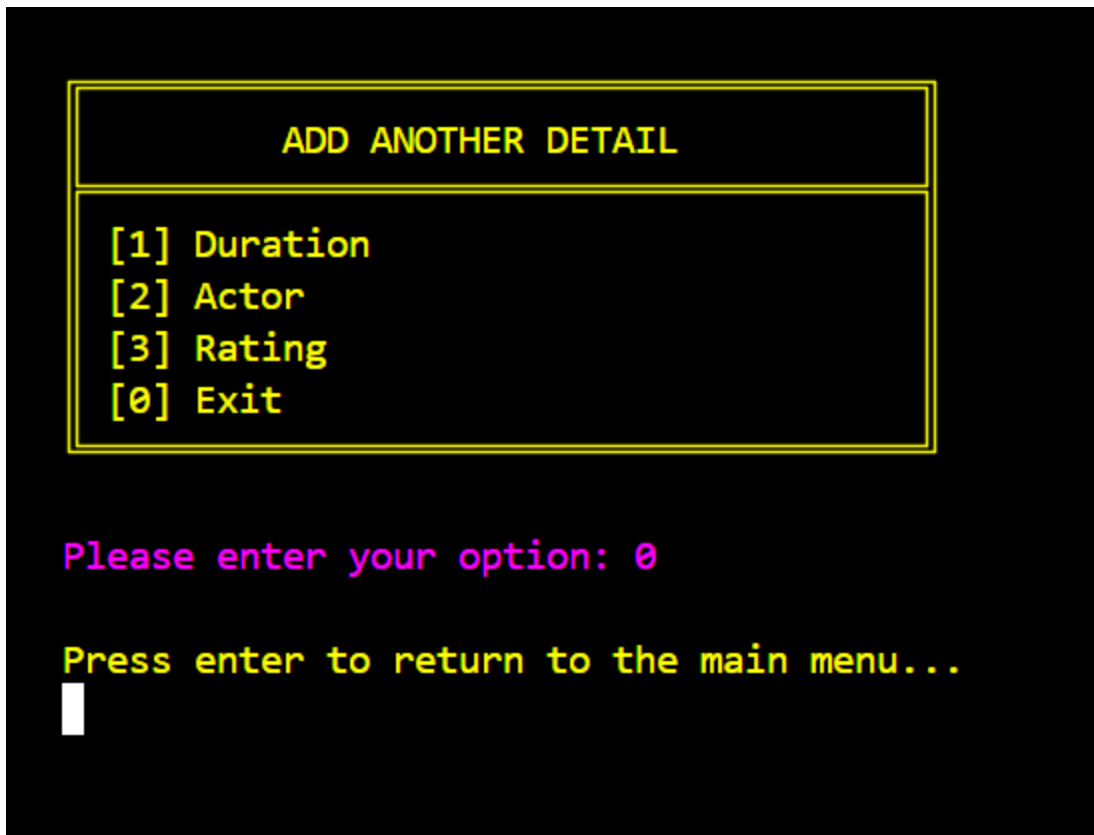 ADD ANOTHER DETAIL
[1] Duration
[2] Actor
[3] Rating
[0] Exit
Please enter your option: 0
Press enter to return to the main menu...